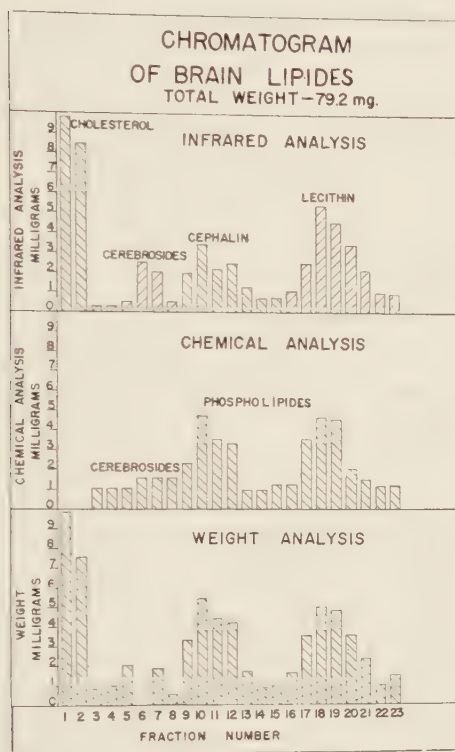 CHROMATOGRAM
OF BRAIN LIPIDES
TOTAL WEIGHT-79.2 mg.
INFRARED ANALYSIS
MILLIGRAMS
9
8
7
6
5
4
3
2
1
0
CHOLESTEROL
INFRARED ANALYSIS
LECITHIN
CEPHALIN
CEREBROSIDES
CHEMICAL ANALYSIS
MILLIGRAMS
9
8
7
6
5
4
3
2
1
0
CHEMICAL ANALYSIS
PHOSPHOLIPIDES
CEREBROSIDES
WEIGHT
MILLIGRAMS
9
8
7
6
5
4
3
2
1
0
WEIGHT ANALYSIS
1 2 3 4 5 6 7 8 9 10 11 12 13 14 15 16 17 18 19 20 21 22 23
FRACTION NUMBER